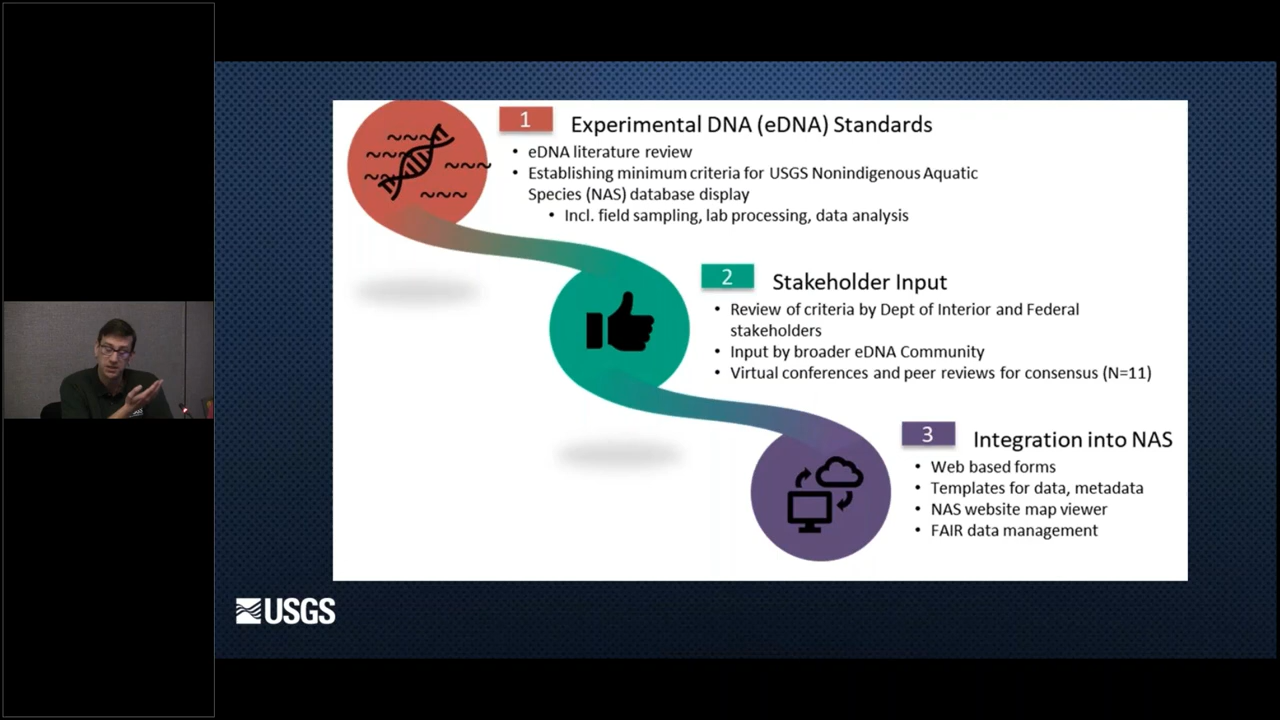 1
Experimental DNA (eDNA) Standards
• eDNA literature review
• Establishing minimum criteria for USGS Nonindigenous Aquatic
Species (NAS) database display
• Incl. field sampling, lab processing, data analysis
2
Stakeholder Input
• Review of criteria by Dept of Interior and Federal
stakeholders
• Input by broader eDNA Community
• Virtual conferences and peer reviews for consensus (N=11)
3
Integration into NAS
• Web based forms
• Templates for data, metadata
• NAS website map viewer
• FAIR data management
USGS